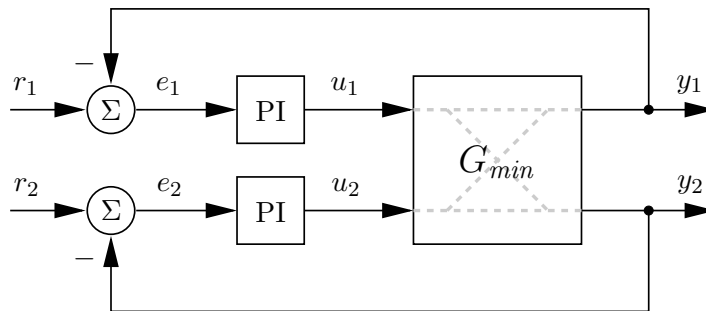 −
r₁ Σ e₁ PI u₁ y₁
G_min
r₂ Σ e₂ PI u₂ y₂
−